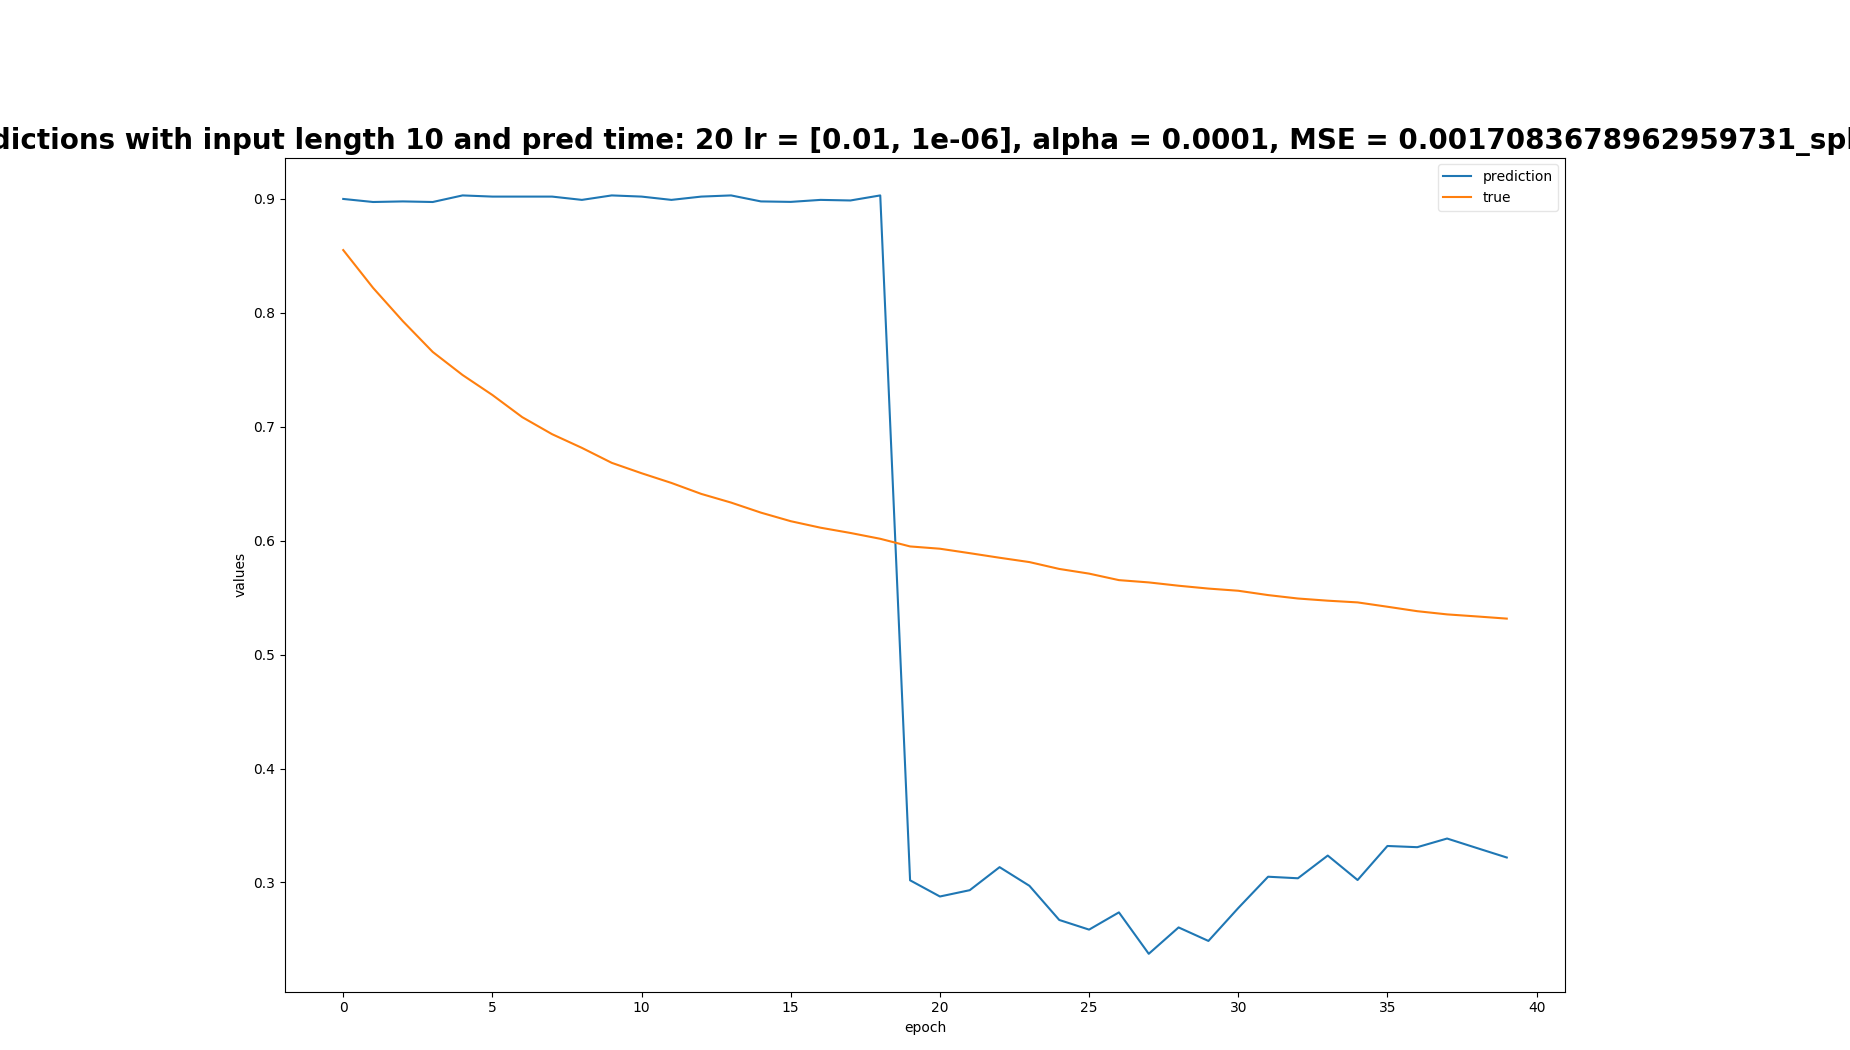 dictions with input length 10 and pred time: 20 lr = [0.01, 1e-06], alpha = 0.0001, MSE = 0.0017083678962959731_spl
prediction
true
0.9
0.8
0.7
0.6
0.5
0.4
0.3
values
0 5 10 15 20 25 30 35 40
epoch